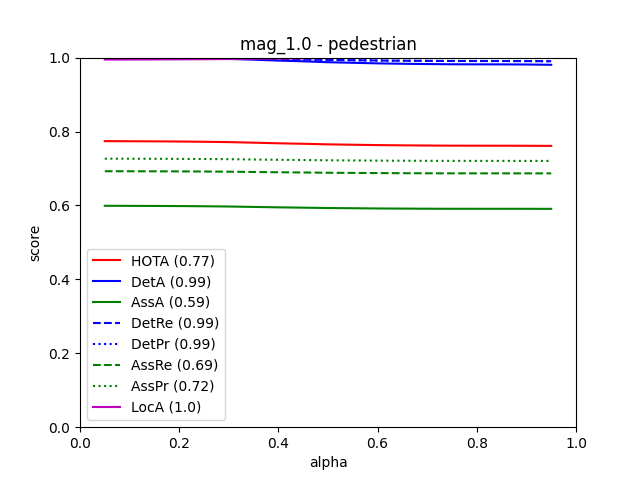 mag_1.0 - pedestrian
1.0
0.8
0.6
0.4
0.2
0.0
score
HOTA (0.77)
DetA (0.99)
AssA (0.59)
DetRe (0.99)
DetPr (0.99)
AssRe (0.69)
AssPr (0.72)
LocA (1.0)
0.0 0.2 0.4 0.6 0.8 1.0
alpha